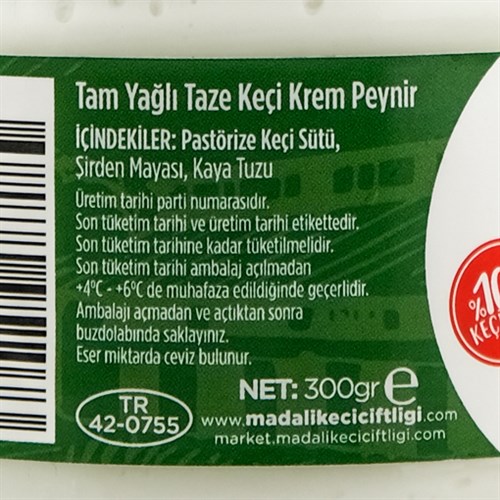 Tam Yağlı Taze Keçi Krem Peynir
İÇİNDEKİLER: Pastörize Keçi Sütü,
Şirden Mayası, Kaya Tuzu
Üretim tarihi parti numarasıdır.
Son tüketim tarihi ve üretim tarihi etikettedir.
Son tüketim tarihine kadar tüketilmelidir.
Son tüketim tarihi ambalaj açılmadan
+4°C - +6°C de muhafaza edildiğinde geçerlidir.
Ambalajı açmadan ve açtıktan sonra
buzdolabında saklayınız.
Eser miktarda ceviz bulunur.
NET: 300gr e
TR
42-0755
www.madalikeciciftligi.com
market.madalikeciciftligi.com